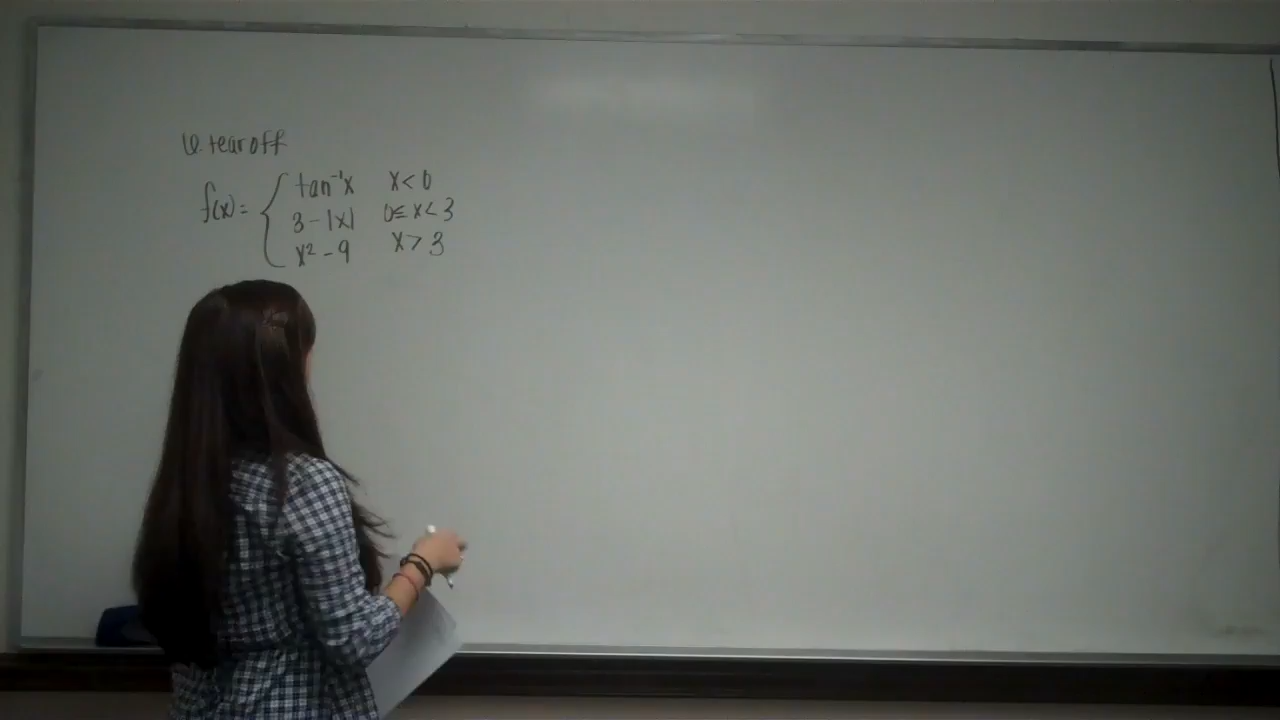 6. tear off
f(x) = { tan⁻¹x x < 0
3 - |x| 0 ≤ x < 3
x² - 9 x > 3